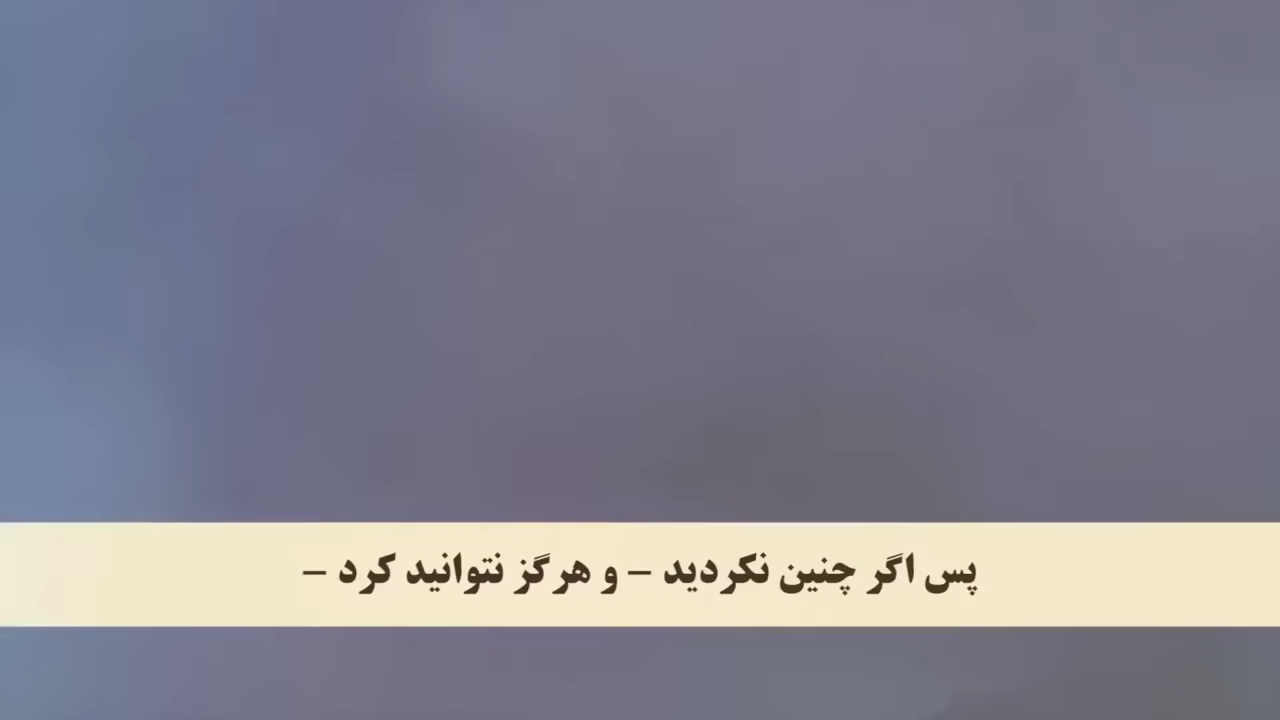 پس اگر چنین نکردید – و هرگز نتوانید کرد –